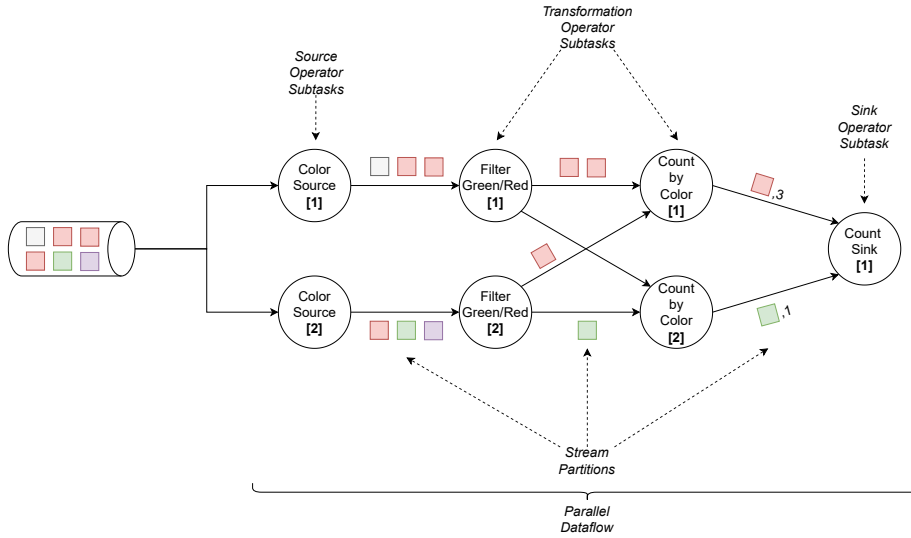 Transformation
Operator
Subtasks
Source
Operator
Subtasks
Sink
Operator
Subtask
Color
Source
[1]
Filter
Green/Red
[1]
Count
by
Color
[1]
,3
Count
Sink
[1]
Color
Source
[2]
Filter
Green/Red
[2]
Count
by
Color
[2]
,1
Stream
Partitions
Parallel
Dataflow